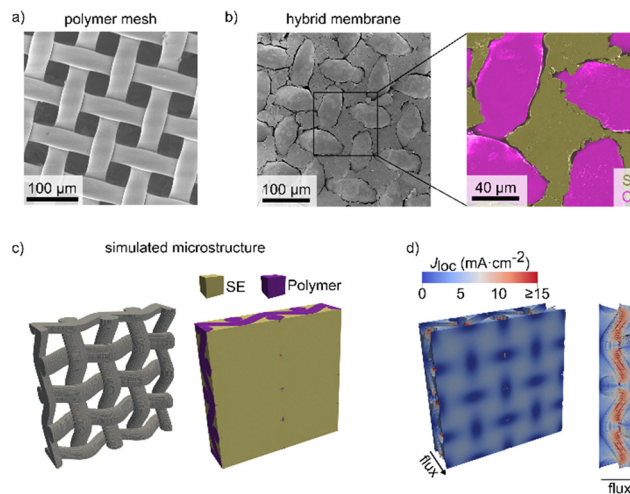 a)
polymer mesh
100 µm
b)
hybrid membrane
100 µm
40 µm
S
c)
simulated microstructure
SE
Polymer
d)
Jloc (mA·cm⁻²)
0 5 10 ≥15
flux
flux